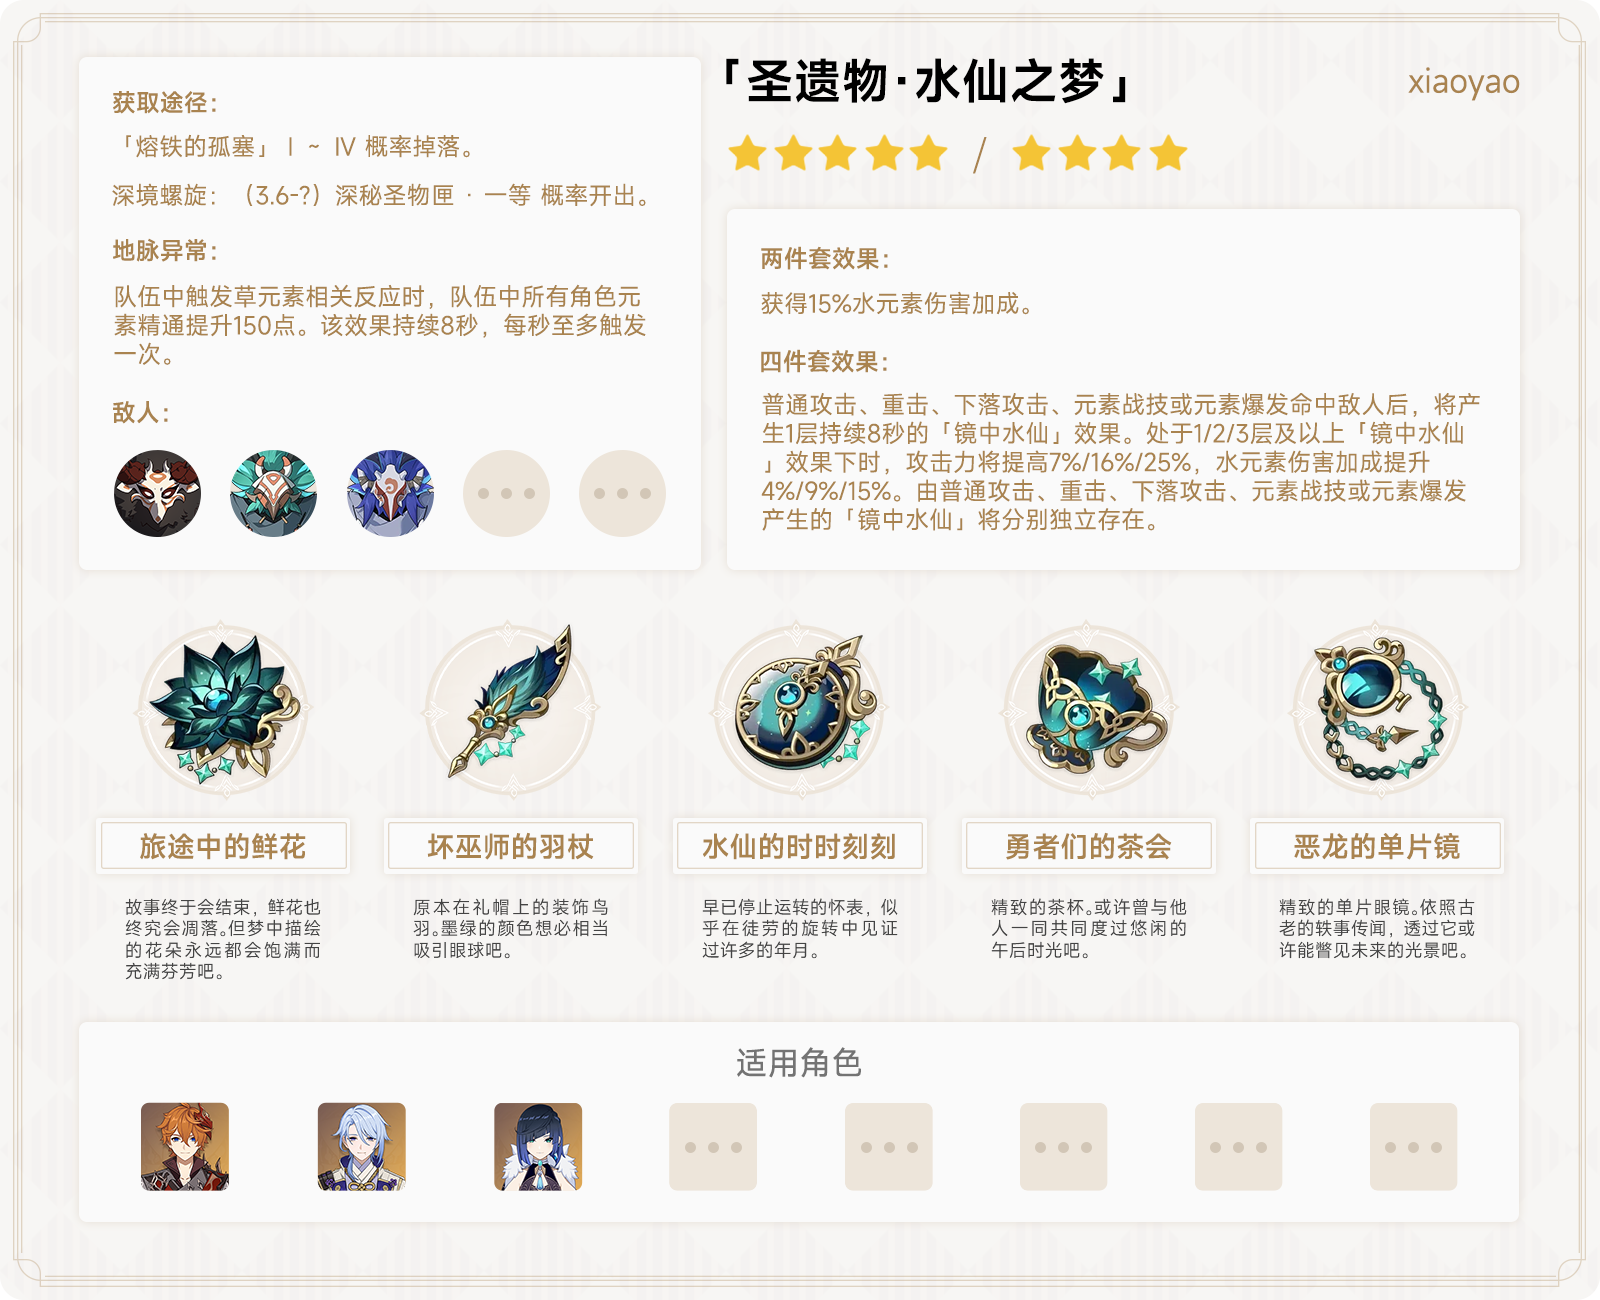 获取途径：
「熔铁的孤塞」Ⅰ ~ Ⅳ 概率掉落。
深境螺旋：（3.6-?）深秘圣物匣 · 一等 概率开出。
地脉异常：
队伍中触发草元素相关反应时，队伍中所有角色元
素精通提升150点。该效果持续8秒，每秒至多触发
一次。
敌人：
「圣遗物·水仙之梦」
xiaoyao
/
两件套效果：
获得15%水元素伤害加成。
四件套效果：
普通攻击、重击、下落攻击、元素战技或元素爆发命中敌人后，将产
生1层持续8秒的「镜中水仙」效果。处于1/2/3层及以上「镜中水仙
」效果下时，攻击力将提高7%/16%/25%，水元素伤害加成提升
4%/9%/15%。由普通攻击、重击、下落攻击、元素战技或元素爆发
产生的「镜中水仙」将分别独立存在。
旅途中的鲜花
故事终于会结束，鲜花也
终究会凋落。但梦中描绘
的花朵永远都会饱满而
充满芬芳吧。
坏巫师的羽杖
原本在礼帽上的装饰鸟
羽。墨绿的颜色想必相当
吸引眼球吧。
水仙的时时刻刻
早已停止运转的怀表，似
乎在徒劳的旋转中见证
过许多的年月。
勇者们的茶会
精致的茶杯。或许曾与他
人一同共同度过悠闲的
午后时光吧。
恶龙的单片镜
精致的单片眼镜。依照古
老的轶事传闻，透过它或
许能瞥见未来的光景吧。
适用角色